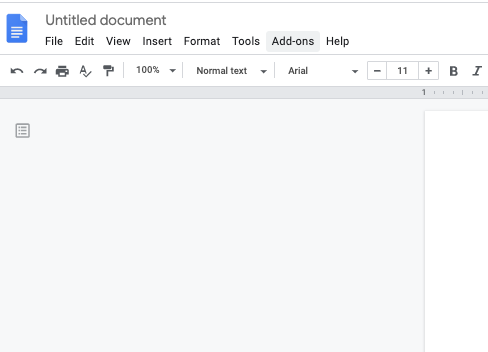 Untitled document
File Edit View Insert Format Tools Add-ons Help
100% Normal text Arial − 11 + B I
1